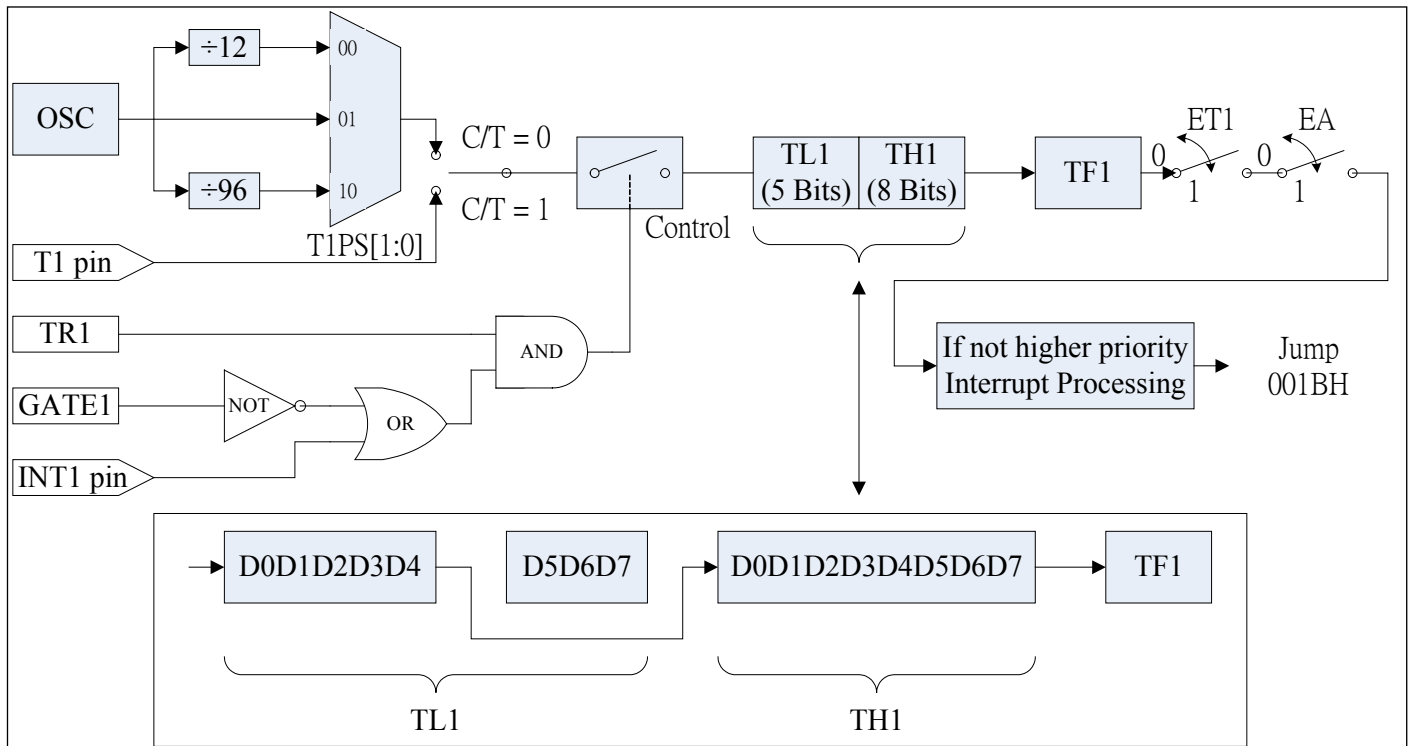 ÷12
00
OSC
01
÷96
10
T1PS[1:0]
C/T = 0
C/T = 1
Control
TL1
(5 Bits)
TH1
(8 Bits)
TF1
ET1
0
1
EA
0
1
T1 pin
TR1
AND
GATE1
NOT
OR
INT1 pin
If not higher priority
Interrupt Processing
Jump
001BH
D0D1D2D3D4
D5D6D7
D0D1D2D3D4D5D6D7
TF1
TL1
TH1